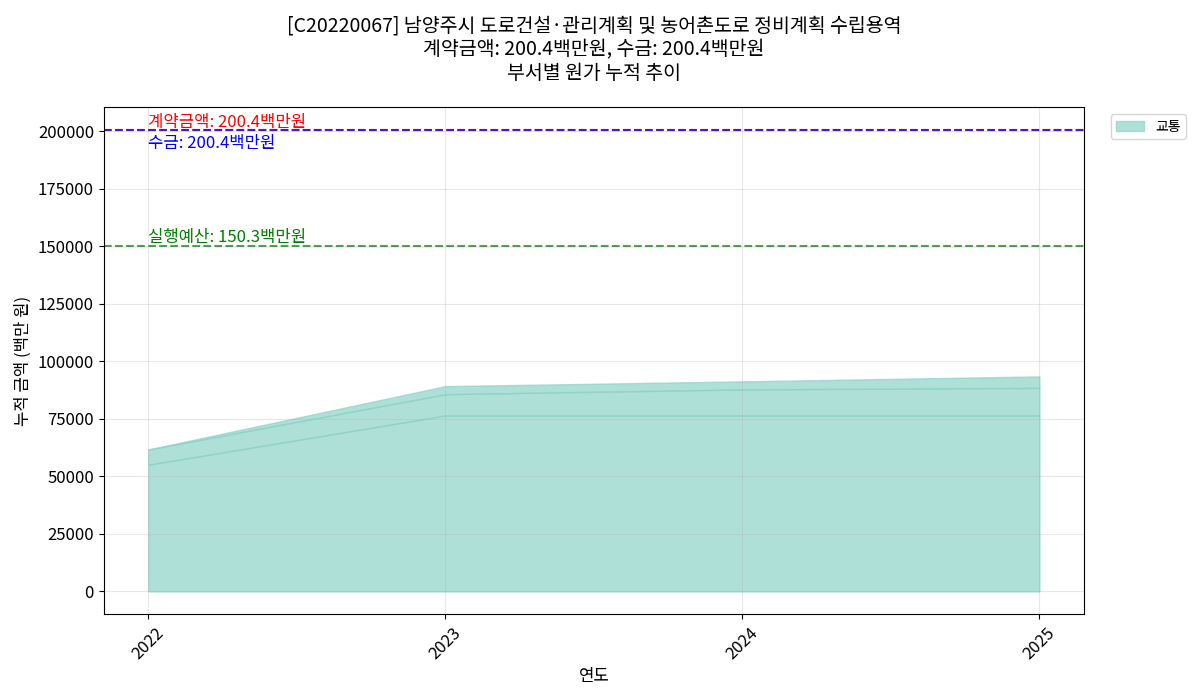 [C20220067] 남양주시 도로건설·관리계획 및 농어촌도로 정비계획 수립용역
계약금액: 200.4백만원, 수금: 200.4백만원
부서별 원가 누적 추이
계약금액: 200.4백만원
수금: 200.4백만원
실행예산: 150.3백만원
교통
누적 금액 (백만 원)
200000
175000
150000
125000
100000
75000
50000
25000
0
2022
2023
2024
2025
연도